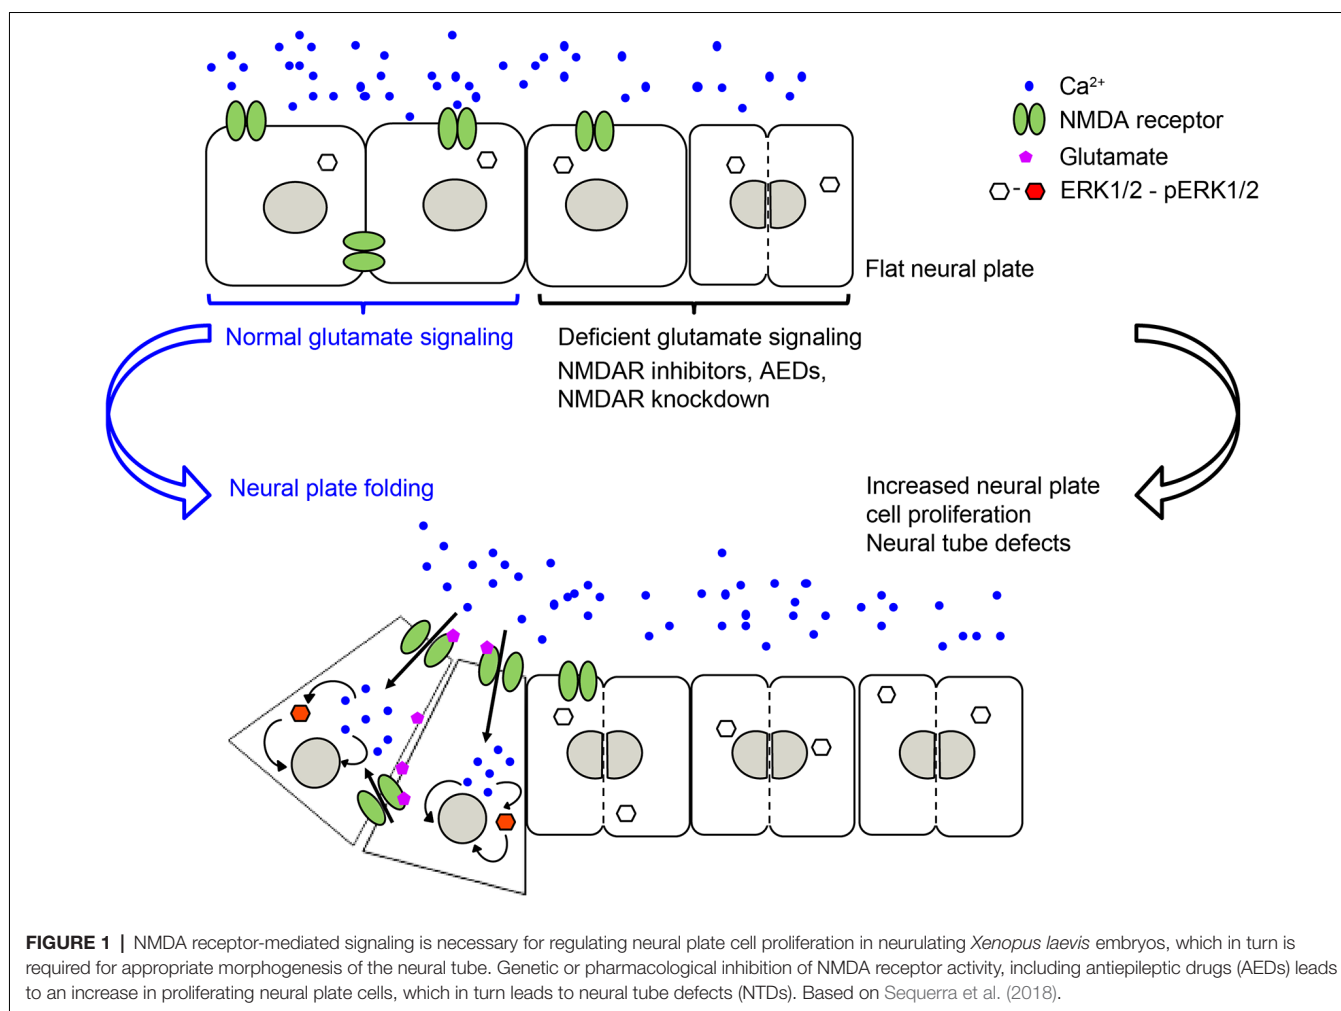 Ca²⁺
NMDA receptor
Glutamate
ERK1/2 - pERK1/2
Flat neural plate
Normal glutamate signaling
Deficient glutamate signaling
NMDAR inhibitors, AEDs,
NMDAR knockdown
Neural plate folding
Increased neural plate
cell proliferation
Neural tube defects
FIGURE 1 | NMDA receptor-mediated signaling is necessary for regulating neural plate cell proliferation in neurulating Xenopus laevis embryos, which in turn is
required for appropriate morphogenesis of the neural tube. Genetic or pharmacological inhibition of NMDA receptor activity, including antiepileptic drugs (AEDs) leads
to an increase in proliferating neural plate cells, which in turn leads to neural tube defects (NTDs). Based on Sequerra et al. (2018).